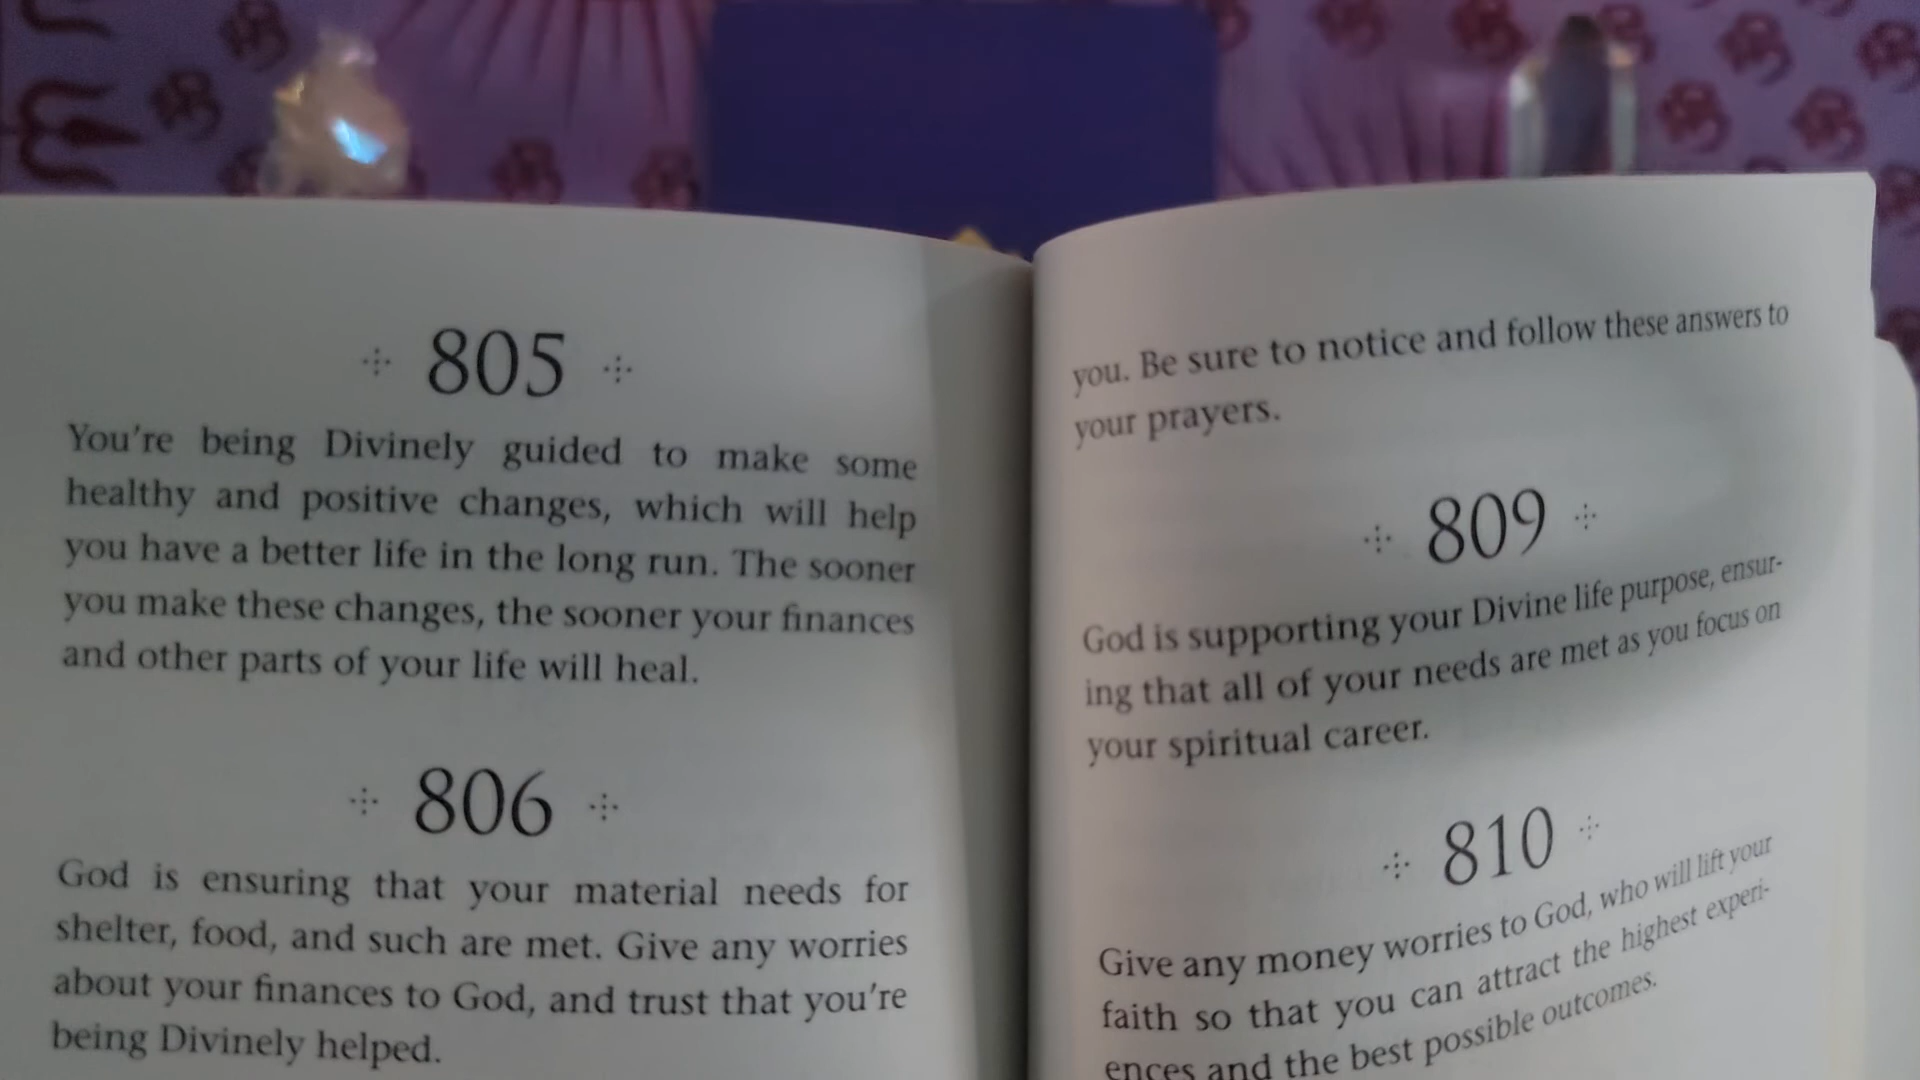 805
You're being Divinely guided to make some
healthy and positive changes, which will help
you have a better life in the long run. The sooner
you make these changes, the sooner your finances
and other parts of your life will heal.
806
God is ensuring that your material needs for
shelter, food, and such are met. Give any worries
about your finances to God, and trust that you're
being Divinely helped.
you. Be sure to notice and follow these answers to
your prayers.
809
God is supporting your Divine life purpose, ensur-
ing that all of your needs are met as you focus on
your spiritual career.
810
Give any money worries to God, who will lift your
faith so that you can attract the highest experi-
ences and the best possible outcomes.